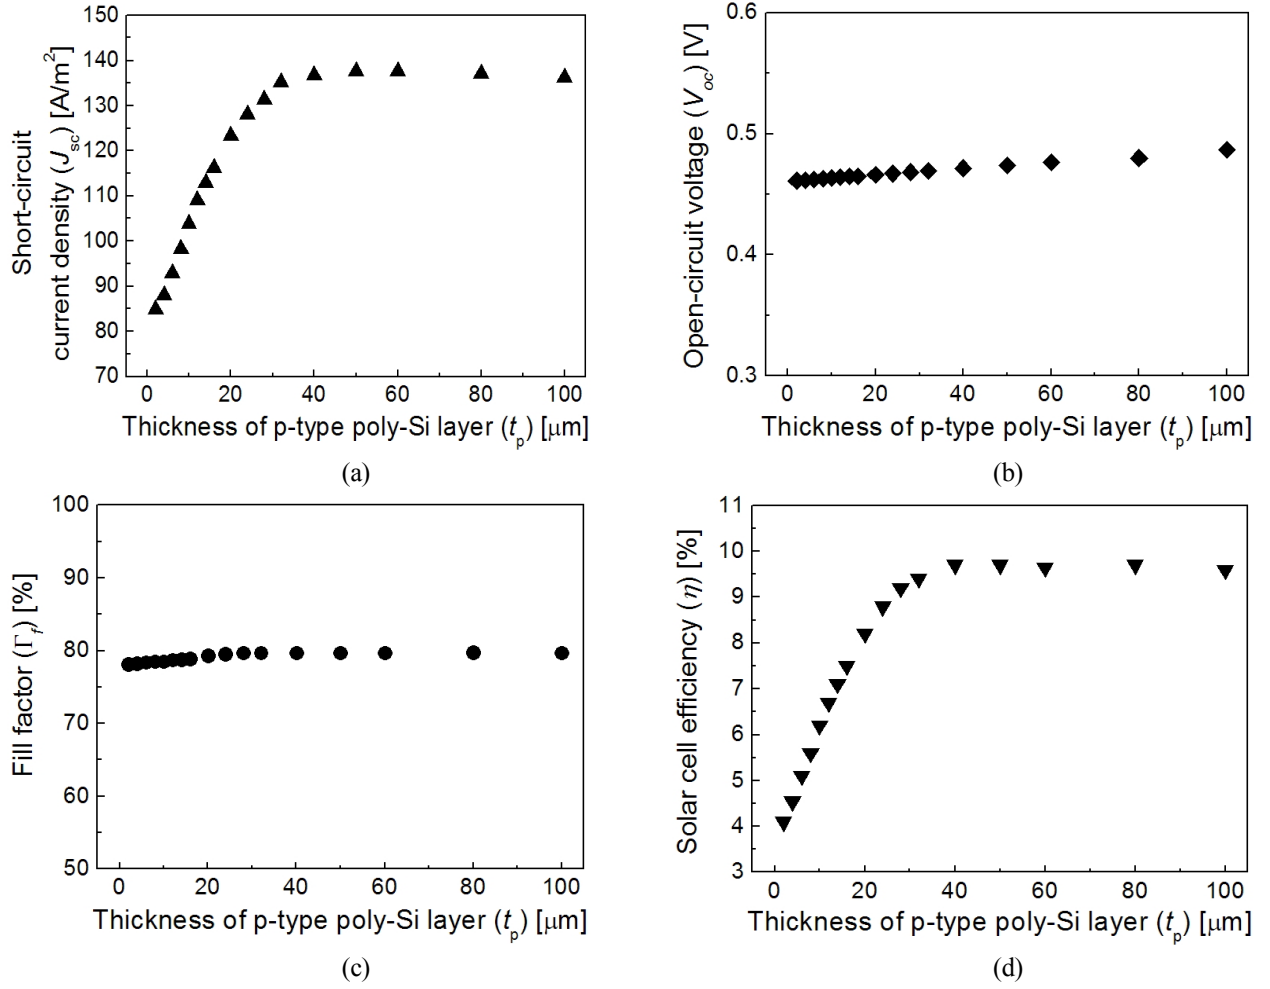 150
140
130
120
110
100
90
80
70
Short-circuit
current density (Jsc) [A/m2]
0 20 40 60 80 100
Thickness of p-type poly-Si layer (tp) [μm]
(a)
0.6
0.5
0.4
0.3
Open-circuit voltage (Voc) [V]
0 20 40 60 80 100
Thickness of p-type poly-Si layer (tp) [μm]
(b)
100
90
80
70
60
50
Fill factor (Γf) [%]
0 20 40 60 80 100
Thickness of p-type poly-Si layer (tp) [μm]
(c)
11
10
9
8
7
6
5
4
3
Solar cell efficiency (η) [%]
0 20 40 60 80 100
Thickness of p-type poly-Si layer (tp) [μm]
(d)